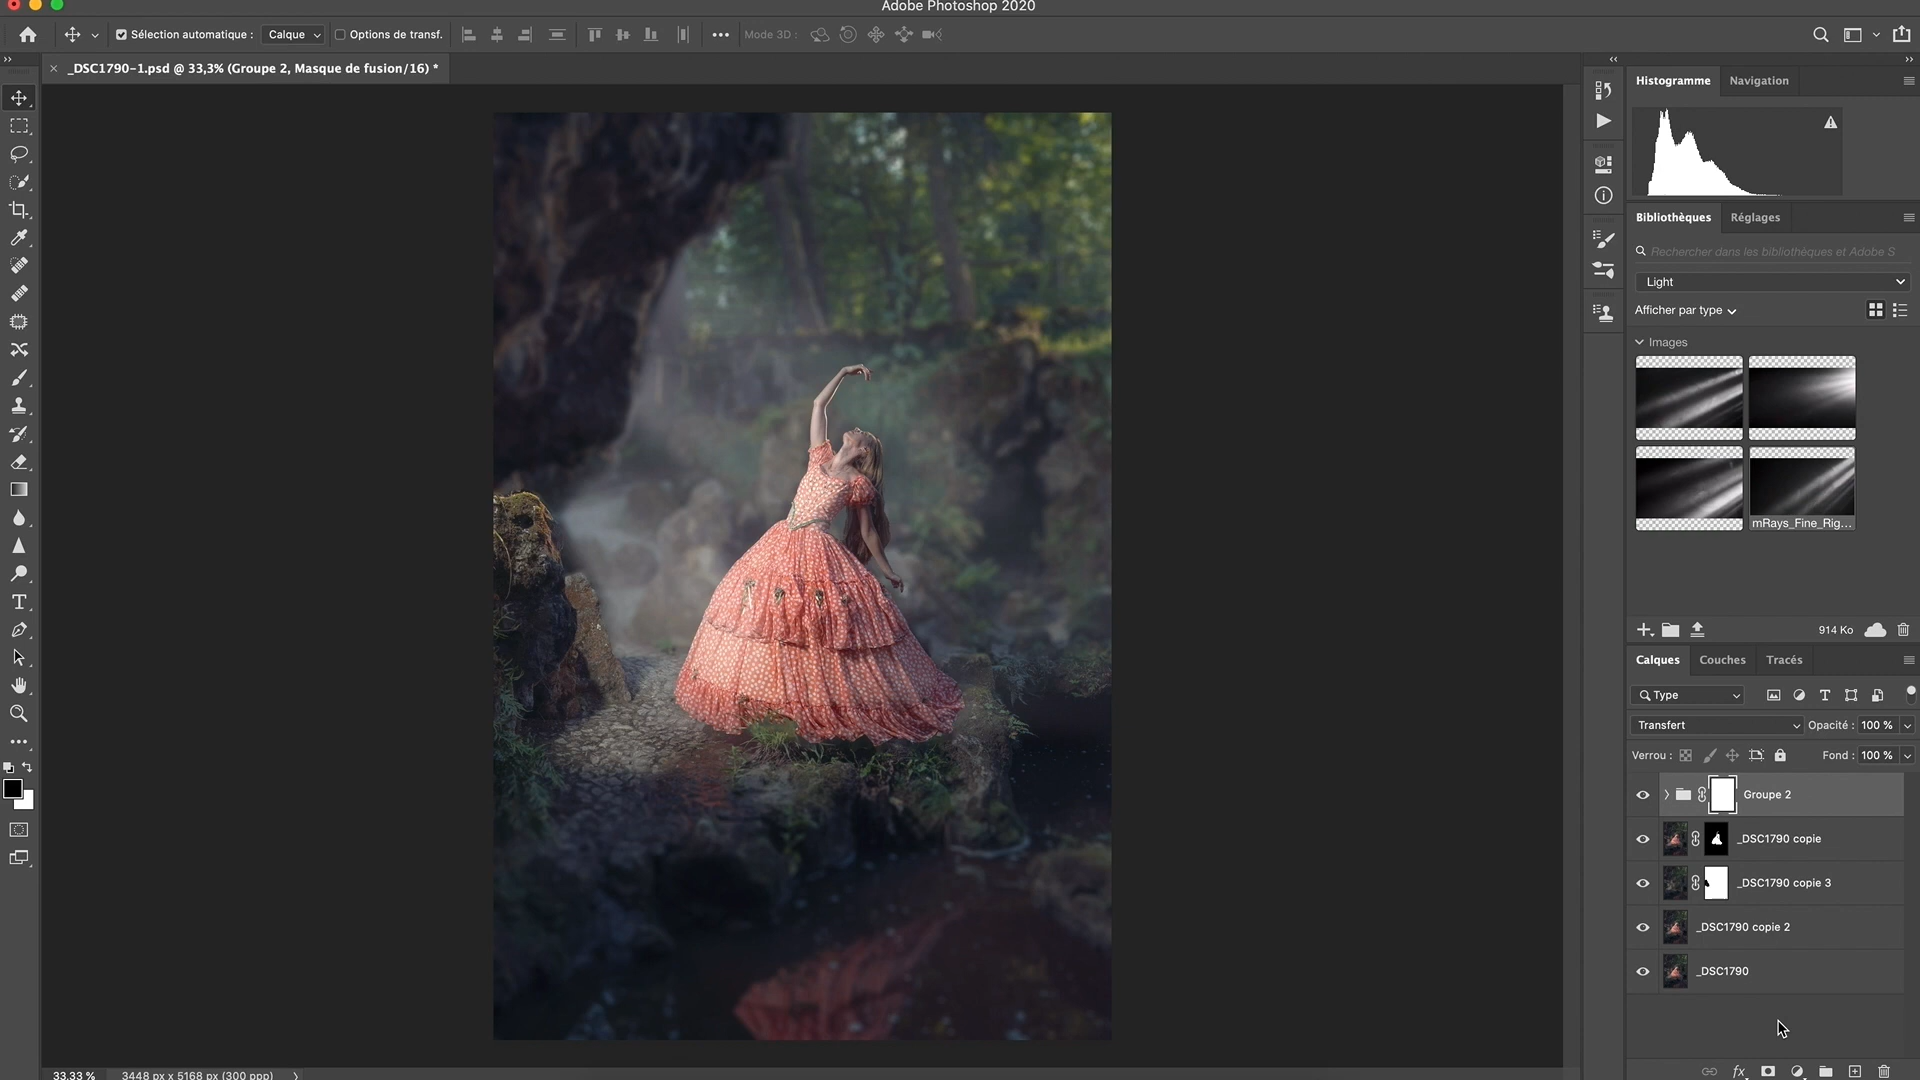 Adobe Photoshop 2020
Sélection automatique : Calque Options de transf. Mode 3D :
_DSC1790-1.psd @ 33,3% (Groupe 2, Masque de fusion/16) *
Histogramme Navigation
Bibliothèques Réglages
Rechercher dans les bibliothèques et Adobe S
Light
Afficher par type
Images
mRays_Fine_Rig...
914 Ko
Calques Couches Tracés
Type
Transfert Opacité : 100 %
Verrou : Fond : 100 %
Groupe 2
_DSC1790 copie
_DSC1790 copie 3
_DSC1790 copie 2
_DSC1790
fx
33,33 % 3448 px x 5168 px (300 ppp)